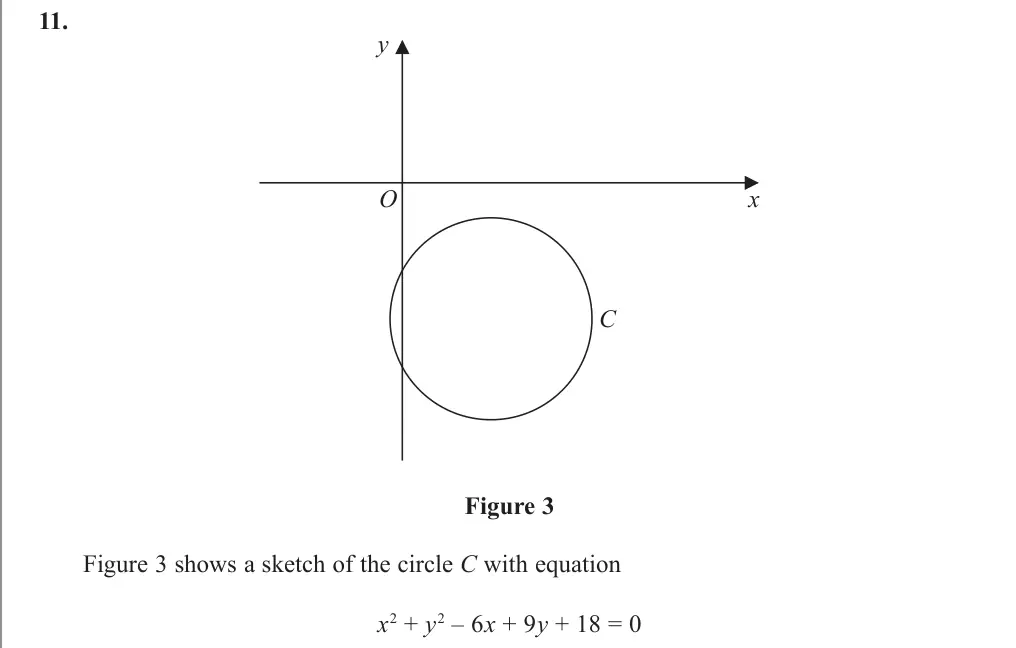 11.
y
O
x
C
Figure 3
Figure 3 shows a sketch of the circle C with equation
x² + y² – 6x + 9y + 18 = 0